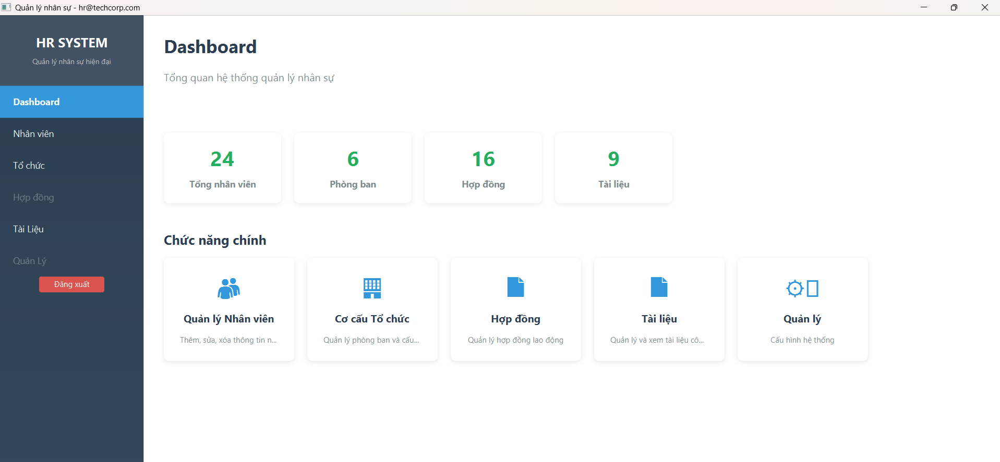 Quản lý nhân sự - hr@techcorp.com
HR SYSTEM
Quản lý nhân sự hiện đại
Dashboard
Nhân viên
Tổ chức
Hợp đồng
Tài Liệu
Quản Lý
Đăng xuất
Dashboard
Tổng quan hệ thống quản lý nhân sự
24
Tổng nhân viên
6
Phòng ban
16
Hợp đồng
9
Tài liệu
Chức năng chính
Quản lý Nhân viên
Thêm, sửa, xóa thông tin n...
Cơ cấu Tổ chức
Quản lý phòng ban và cấu...
Hợp đồng
Quản lý hợp đồng lao động
Tài liệu
Quản lý và xem tài liệu cô...
Quản lý
Cấu hình hệ thống